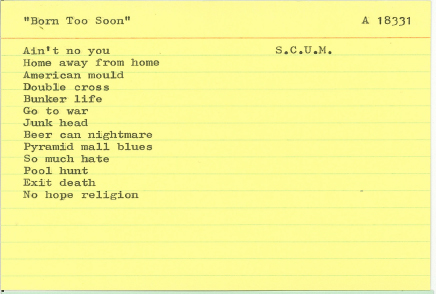 "Born Too Soon" A 18331
Ain't no you S.C.U.M.
Home away from home
American mould
Double cross
Bunker life
Go to war
Junk head
Beer can nightmare
Pyramid mall blues
So much hate
Pool hunt
Exit death
No hope religion